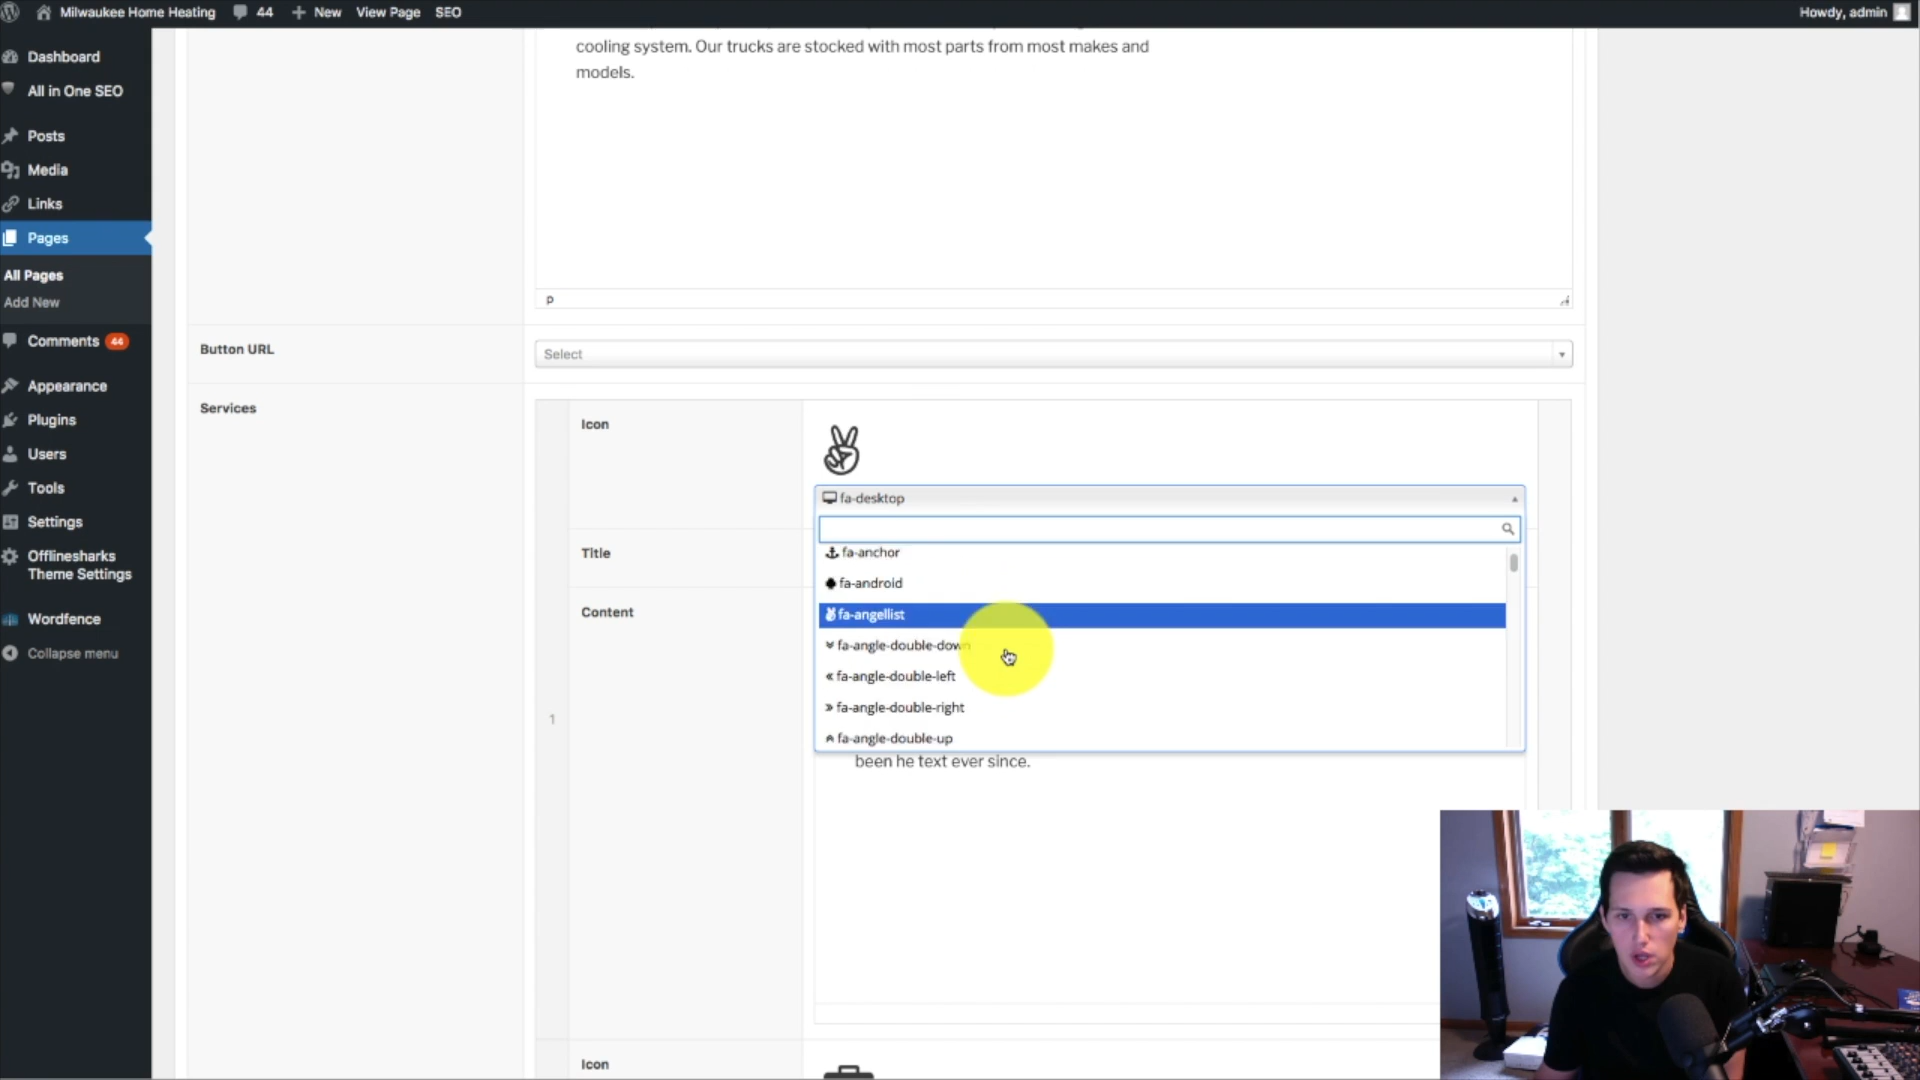 Milwaukee Home Heating
44
New
View Page
SEO
Howdy, admin
Dashboard
All in One SEO
Posts
Media
Links
Pages
All Pages
Add New
Comments 44
Appearance
Plugins
Users
Tools
Settings
Offlinesharks
Theme Settings
Wordfence
Collapse menu
cooling system. Our trucks are stocked with most parts from most makes and
models.
p
Button URL
Select
Services
1
Icon
fa-desktop
fa-anchor
fa-android
fa-angellist
fa-angle-double-down
fa-angle-double-left
fa-angle-double-right
fa-angle-double-up
Title
Content
been he text ever since.
Icon